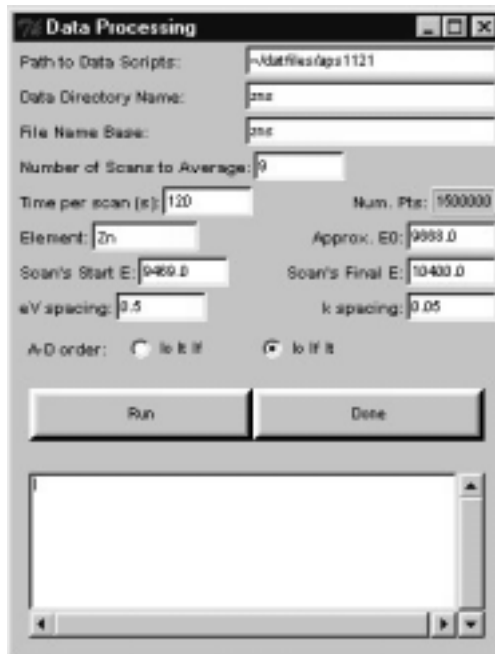 Data Processing
Path to Data Scripts: ~/datfiles/aps1121
Data Directory Name: zns
File Name Base: zns
Number of Scans to Average: 9
Time per scan (s): 120 Num. Pts: 1500000
Element: Zn Approx. E0: 9668.0
Scan's Start E: 9469.0 Scan's Final E: 10400.0
eV spacing: 0.5 k spacing: 0.05
A-D order: Io It If Io If It
Run Done